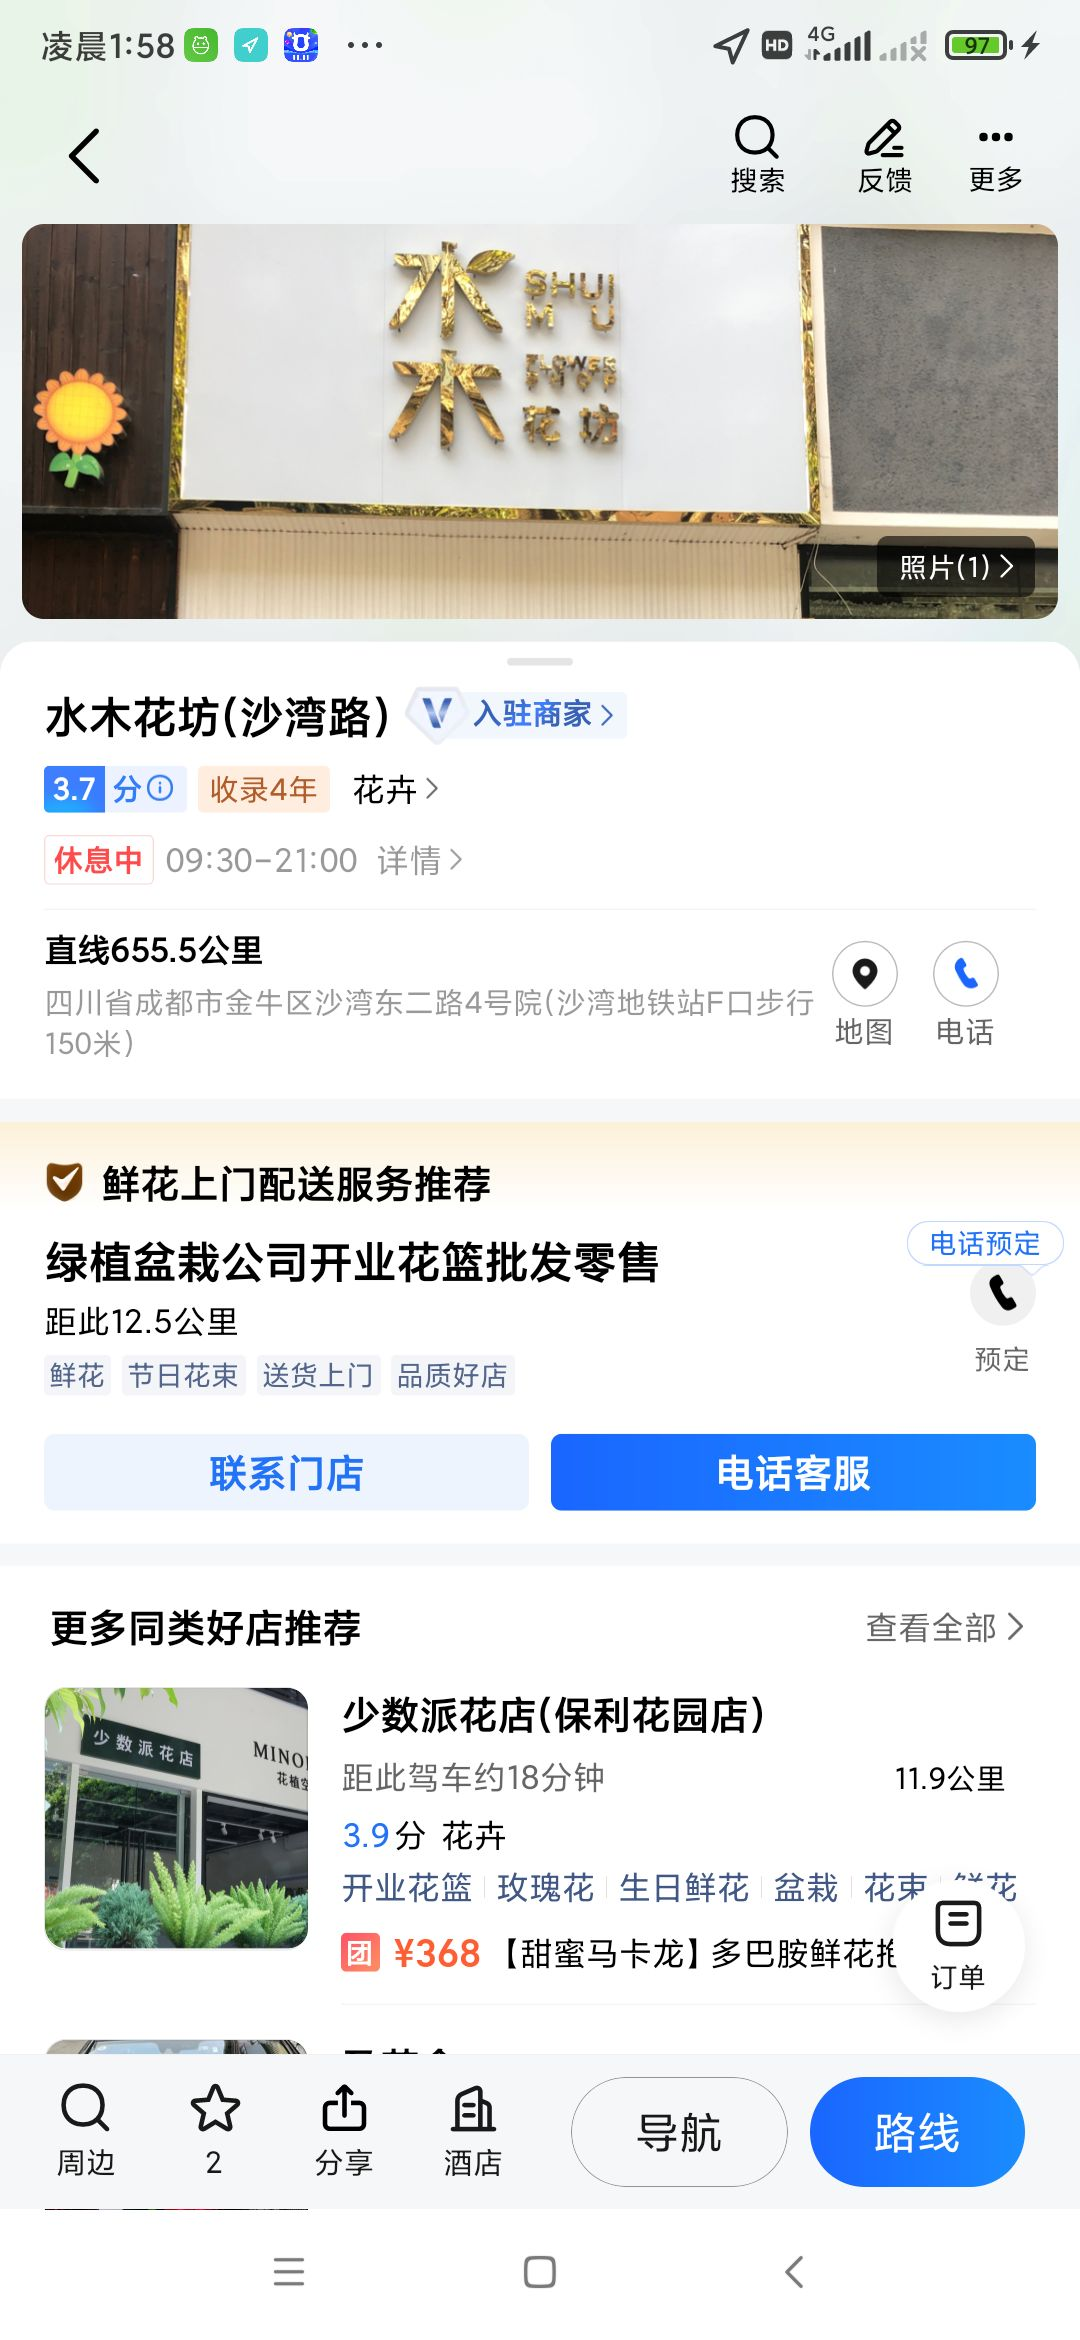 凌晨1:58
HD
4G
97
搜索
反馈
更多
水
木
SHUI
MU
FLOWER
SHOP
花坊
照片(1)
水木花坊(沙湾路)
入驻商家
3.7分
收录4年
花卉
休息中
09:30-21:00
详情
直线655.5公里
四川省成都市金牛区沙湾东二路4号院(沙湾地铁站F口步行
150米)
地图
电话
鲜花上门配送服务推荐
绿植盆栽公司开业花篮批发零售
电话预定
距此12.5公里
预定
鲜花
节日花束
送货上门
品质好店
联系门店
电话客服
更多同类好店推荐
查看全部
少数派花店
花植
少数派花店(保利花园店)
距此驾车约18分钟
11.9公里
3.9分 花卉
开业花篮
玫瑰花
生日鲜花
盆栽
花束
鲜花
团
¥368
【甜蜜马卡龙】多巴胺鲜花
订单
周边
2
分享
酒店
导航
路线